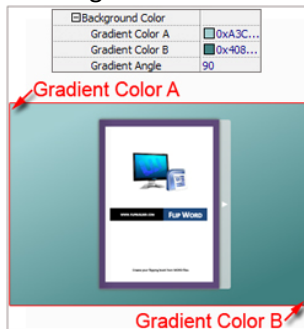 Background Color
Gradient Color A 0xA3C...
Gradient Color B 0x408...
Gradient Angle 90
Gradient Color A
FLIP WORD
Gradient Color B